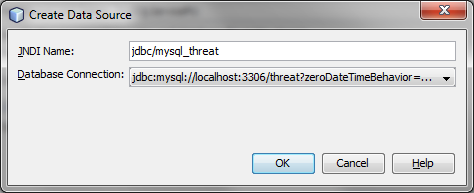 Create Data Source
JNDI Name: jdbc/mysql_threat
Database Connection: jdbc:mysql://localhost:3306/threat?zeroDateTimeBehavior=...
OK Cancel Help